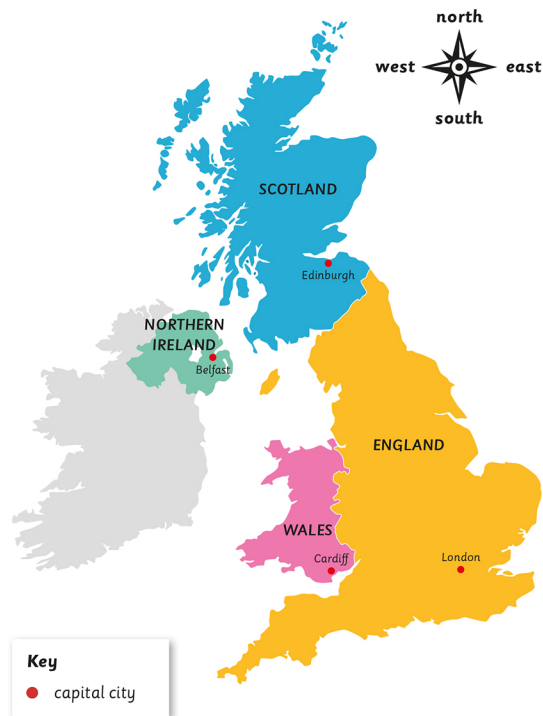 north
west east
south
SCOTLAND
Edinburgh
NORTHERN
IRELAND
Belfast
ENGLAND
WALES
Cardiff
London
Key
capital city